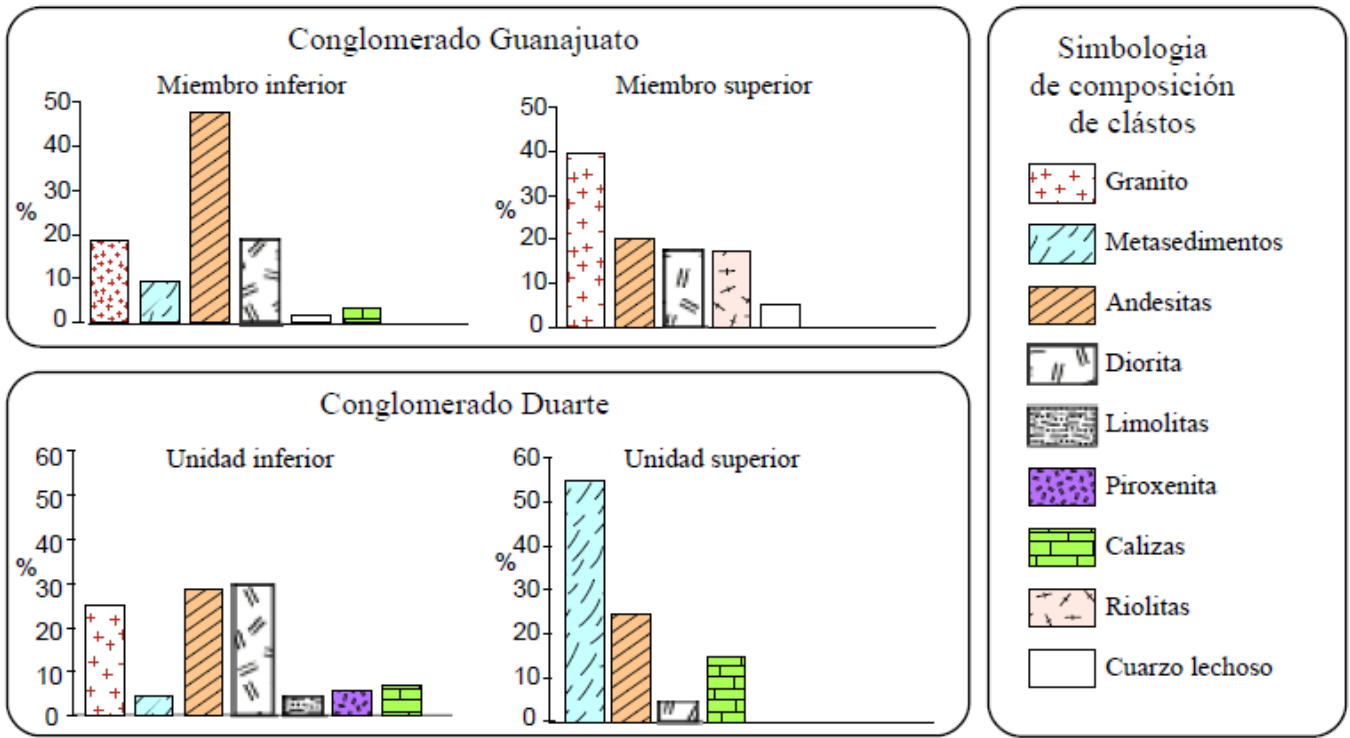 Conglomerado Guanajuato
Miembro inferior
50
40
30
%
20
10
0
Miembro superior
50
40
30
%
20
10
0
Conglomerado Duarte
Unidad inferior
60
50
40
%
30
20
10
0
Unidad superior
60
50
40
%
30
20
10
0
Simbologia
de composición
de clástos
Granito
Metasedimentos
Andesitas
Diorita
Limolitas
Piroxenita
Calizas
Riolitas
Cuarzo lechoso